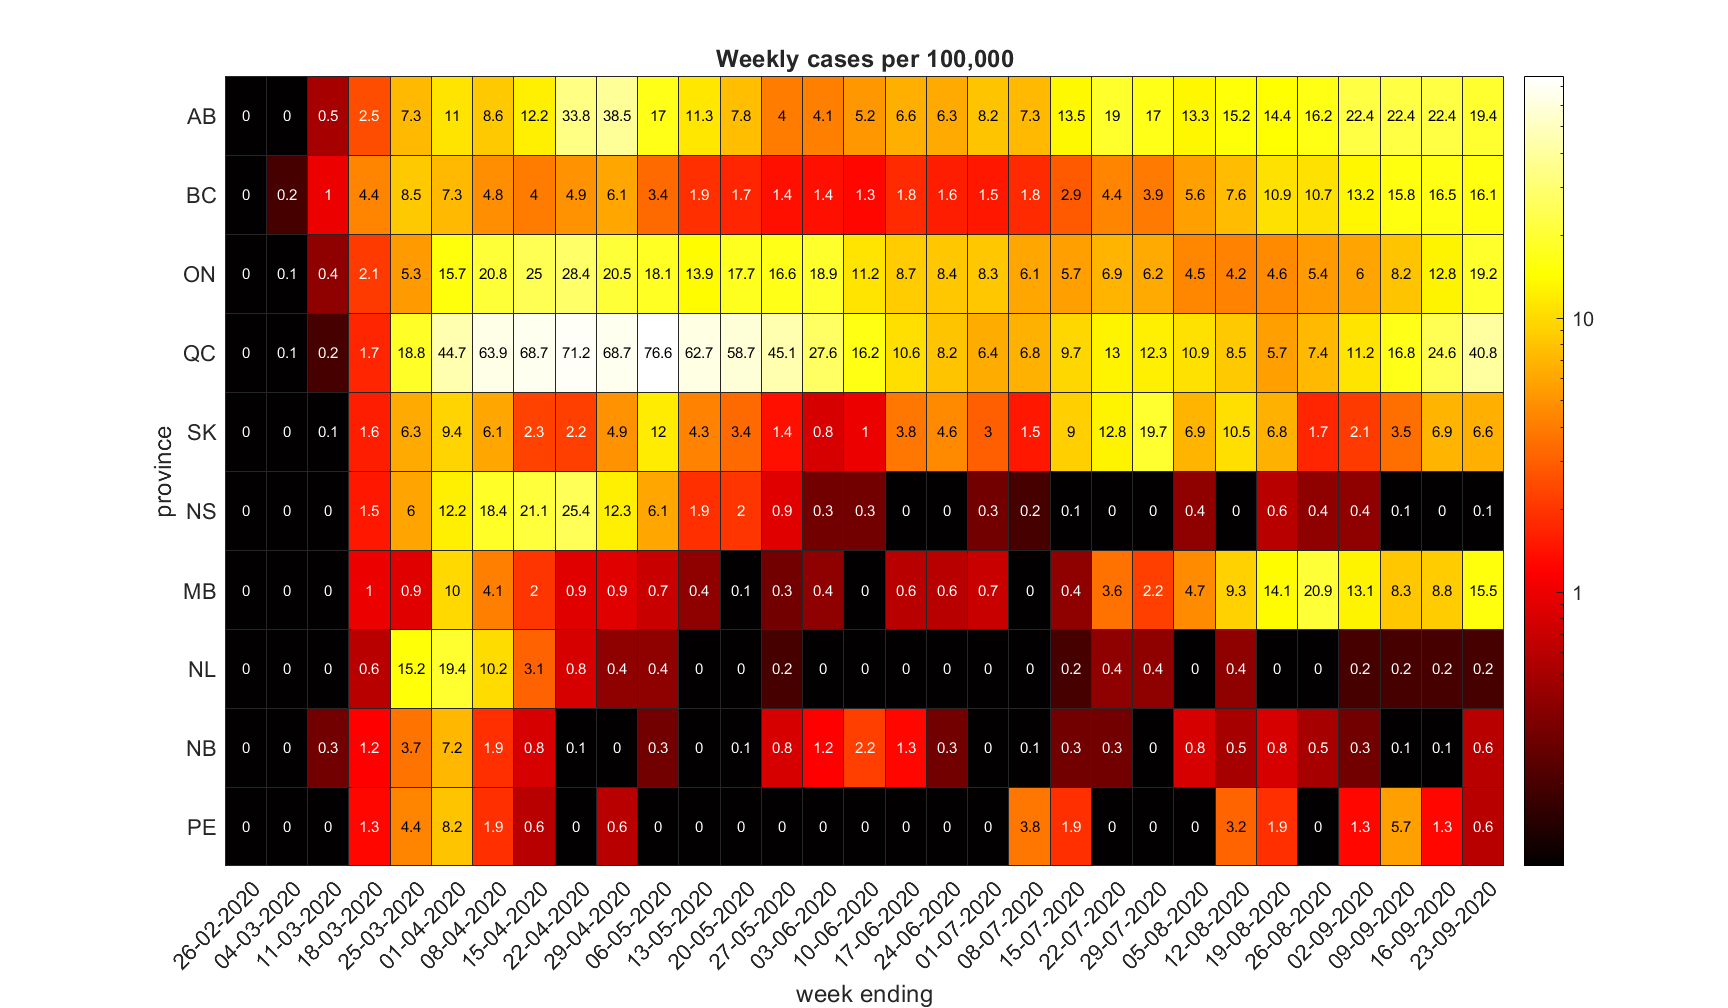 Weekly cases per 100,000
AB 0 0 0.5 2.5 7.3 11 8.6 12.2 33.8 38.5 17 11.3 7.8 4 4.1 5.2 6.6 6.3 8.2 7.3 13.5 19 17 13.3 15.2 14.4 16.2 22.4 22.4 22.4 19.4
BC 0 0.2 1 4.4 8.5 7.3 4.8 4 4.9 6.1 3.4 1.9 1.7 1.4 1.4 1.3 1.8 1.6 1.5 1.8 2.9 4.4 3.9 5.6 7.6 10.9 10.7 13.2 15.8 16.5 16.1
ON 0 0.1 0.4 2.1 5.3 15.7 20.8 25 28.4 20.5 18.1 13.9 17.7 16.6 18.9 11.2 8.7 8.4 8.3 6.1 5.7 6.9 6.2 4.5 4.2 4.6 5.4 6 8.2 12.8 19.2
10
QC 0 0.1 0.2 1.7 18.8 44.7 63.9 68.7 71.2 68.7 76.6 62.7 58.7 45.1 27.6 16.2 10.6 8.2 6.4 6.8 9.7 13 12.3 10.9 8.5 5.7 7.4 11.2 16.8 24.6 40.8
SK 0 0 0.1 1.6 6.3 9.4 6.1 2.3 2.2 4.9 12 4.3 3.4 1.4 0.8 1 3.8 4.6 3 1.5 9 12.8 19.7 6.9 10.5 6.8 1.7 2.1 3.5 6.9 6.6
province
NS 0 0 0 1.5 6 12.2 18.4 21.1 25.4 12.3 6.1 1.9 2 0.9 0.3 0.3 0 0 0.3 0.2 0.1 0 0 0.4 0 0.6 0.4 0.4 0.1 0 0.1
MB 0 0 0 1 0.9 10 4.1 2 0.9 0.9 0.7 0.4 0.1 0.3 0.4 0 0.6 0.6 0.7 0 0.4 3.6 2.2 4.7 9.3 14.1 20.9 13.1 8.3 8.8 15.5
1
NL 0 0 0 0.6 15.2 19.4 10.2 3.1 0.8 0.4 0.4 0 0 0.2 0 0 0 0 0 0 0.2 0.4 0.4 0 0.4 0 0 0.2 0.2 0.2 0.2
NB 0 0 0.3 1.2 3.7 7.2 1.9 0.8 0.1 0 0.3 0 0.1 0.8 1.2 2.2 1.3 0.3 0 0.1 0.3 0.3 0 0.8 0.5 0.8 0.5 0.3 0.1 0.1 0.6
PE 0 0 0 1.3 4.4 8.2 1.9 0.6 0 0.6 0 0 0 0 0 0 0 0 0 3.8 1.9 0 0 0 3.2 1.9 0 1.3 5.7 1.3 0.6
26-02-2020 04-03-2020 11-03-2020 18-03-2020 25-03-2020 01-04-2020 08-04-2020 15-04-2020 22-04-2020 29-04-2020 06-05-2020 13-05-2020 20-05-2020 27-05-2020 03-06-2020 10-06-2020 17-06-2020 24-06-2020 01-07-2020 08-07-2020 15-07-2020 22-07-2020 29-07-2020 05-08-2020 12-08-2020 19-08-2020 26-08-2020 02-09-2020 09-09-2020 16-09-2020 23-09-2020
week ending